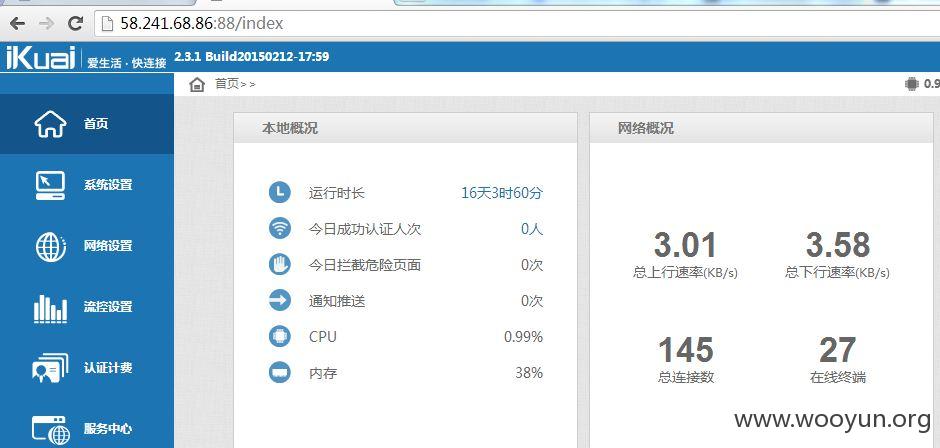 58.241.68.86:88/index
iKuai 爱生活·快连接 2.3.1 Build20150212-17:59
首页>> 0.9
首页
系统设置
网络设置
流控设置
认证计费
服务中心
本地概况
运行时长 16天3时60分
今日成功认证人次 0人
今日拦截危险页面 0次
通知推送 0次
CPU 0.99%
内存 38%
网络概况
3.01 3.58
总上行速率(KB/s) 总下行速率(KB/s)
145 27
总连接数 在线终端
www.wooyun.org